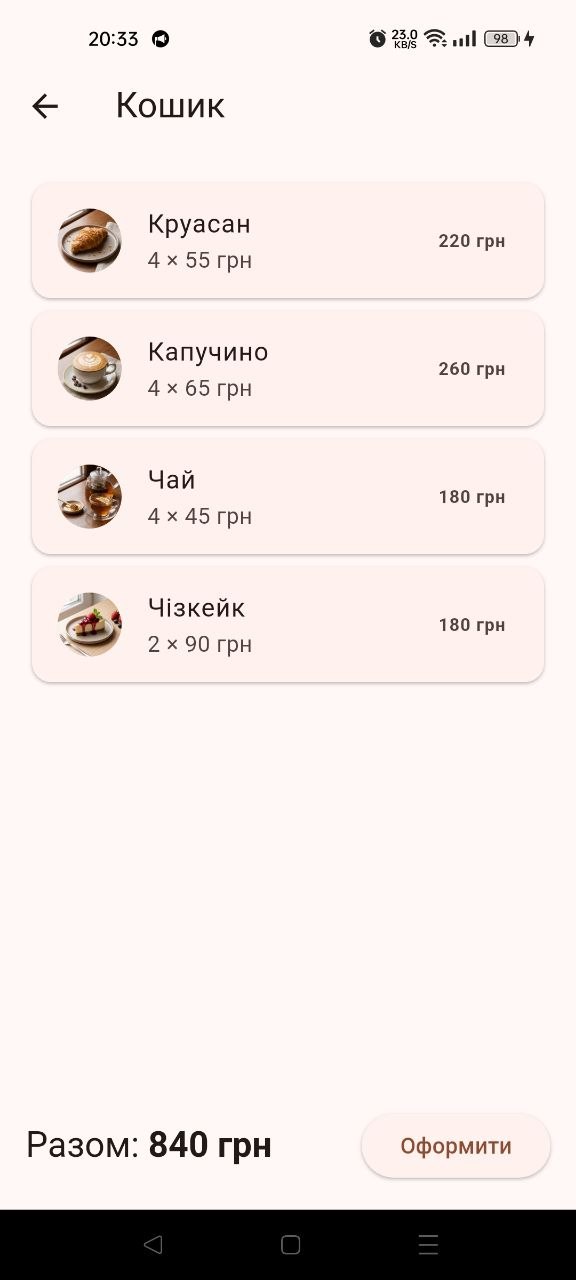 20:33 23.0 KB/S 98
Кошик
Круасан
4 × 55 грн
220 грн
Капучино
4 × 65 грн
260 грн
Чай
4 × 45 грн
180 грн
Чізкейк
2 × 90 грн
180 грн
Разом: 840 грн
Оформити